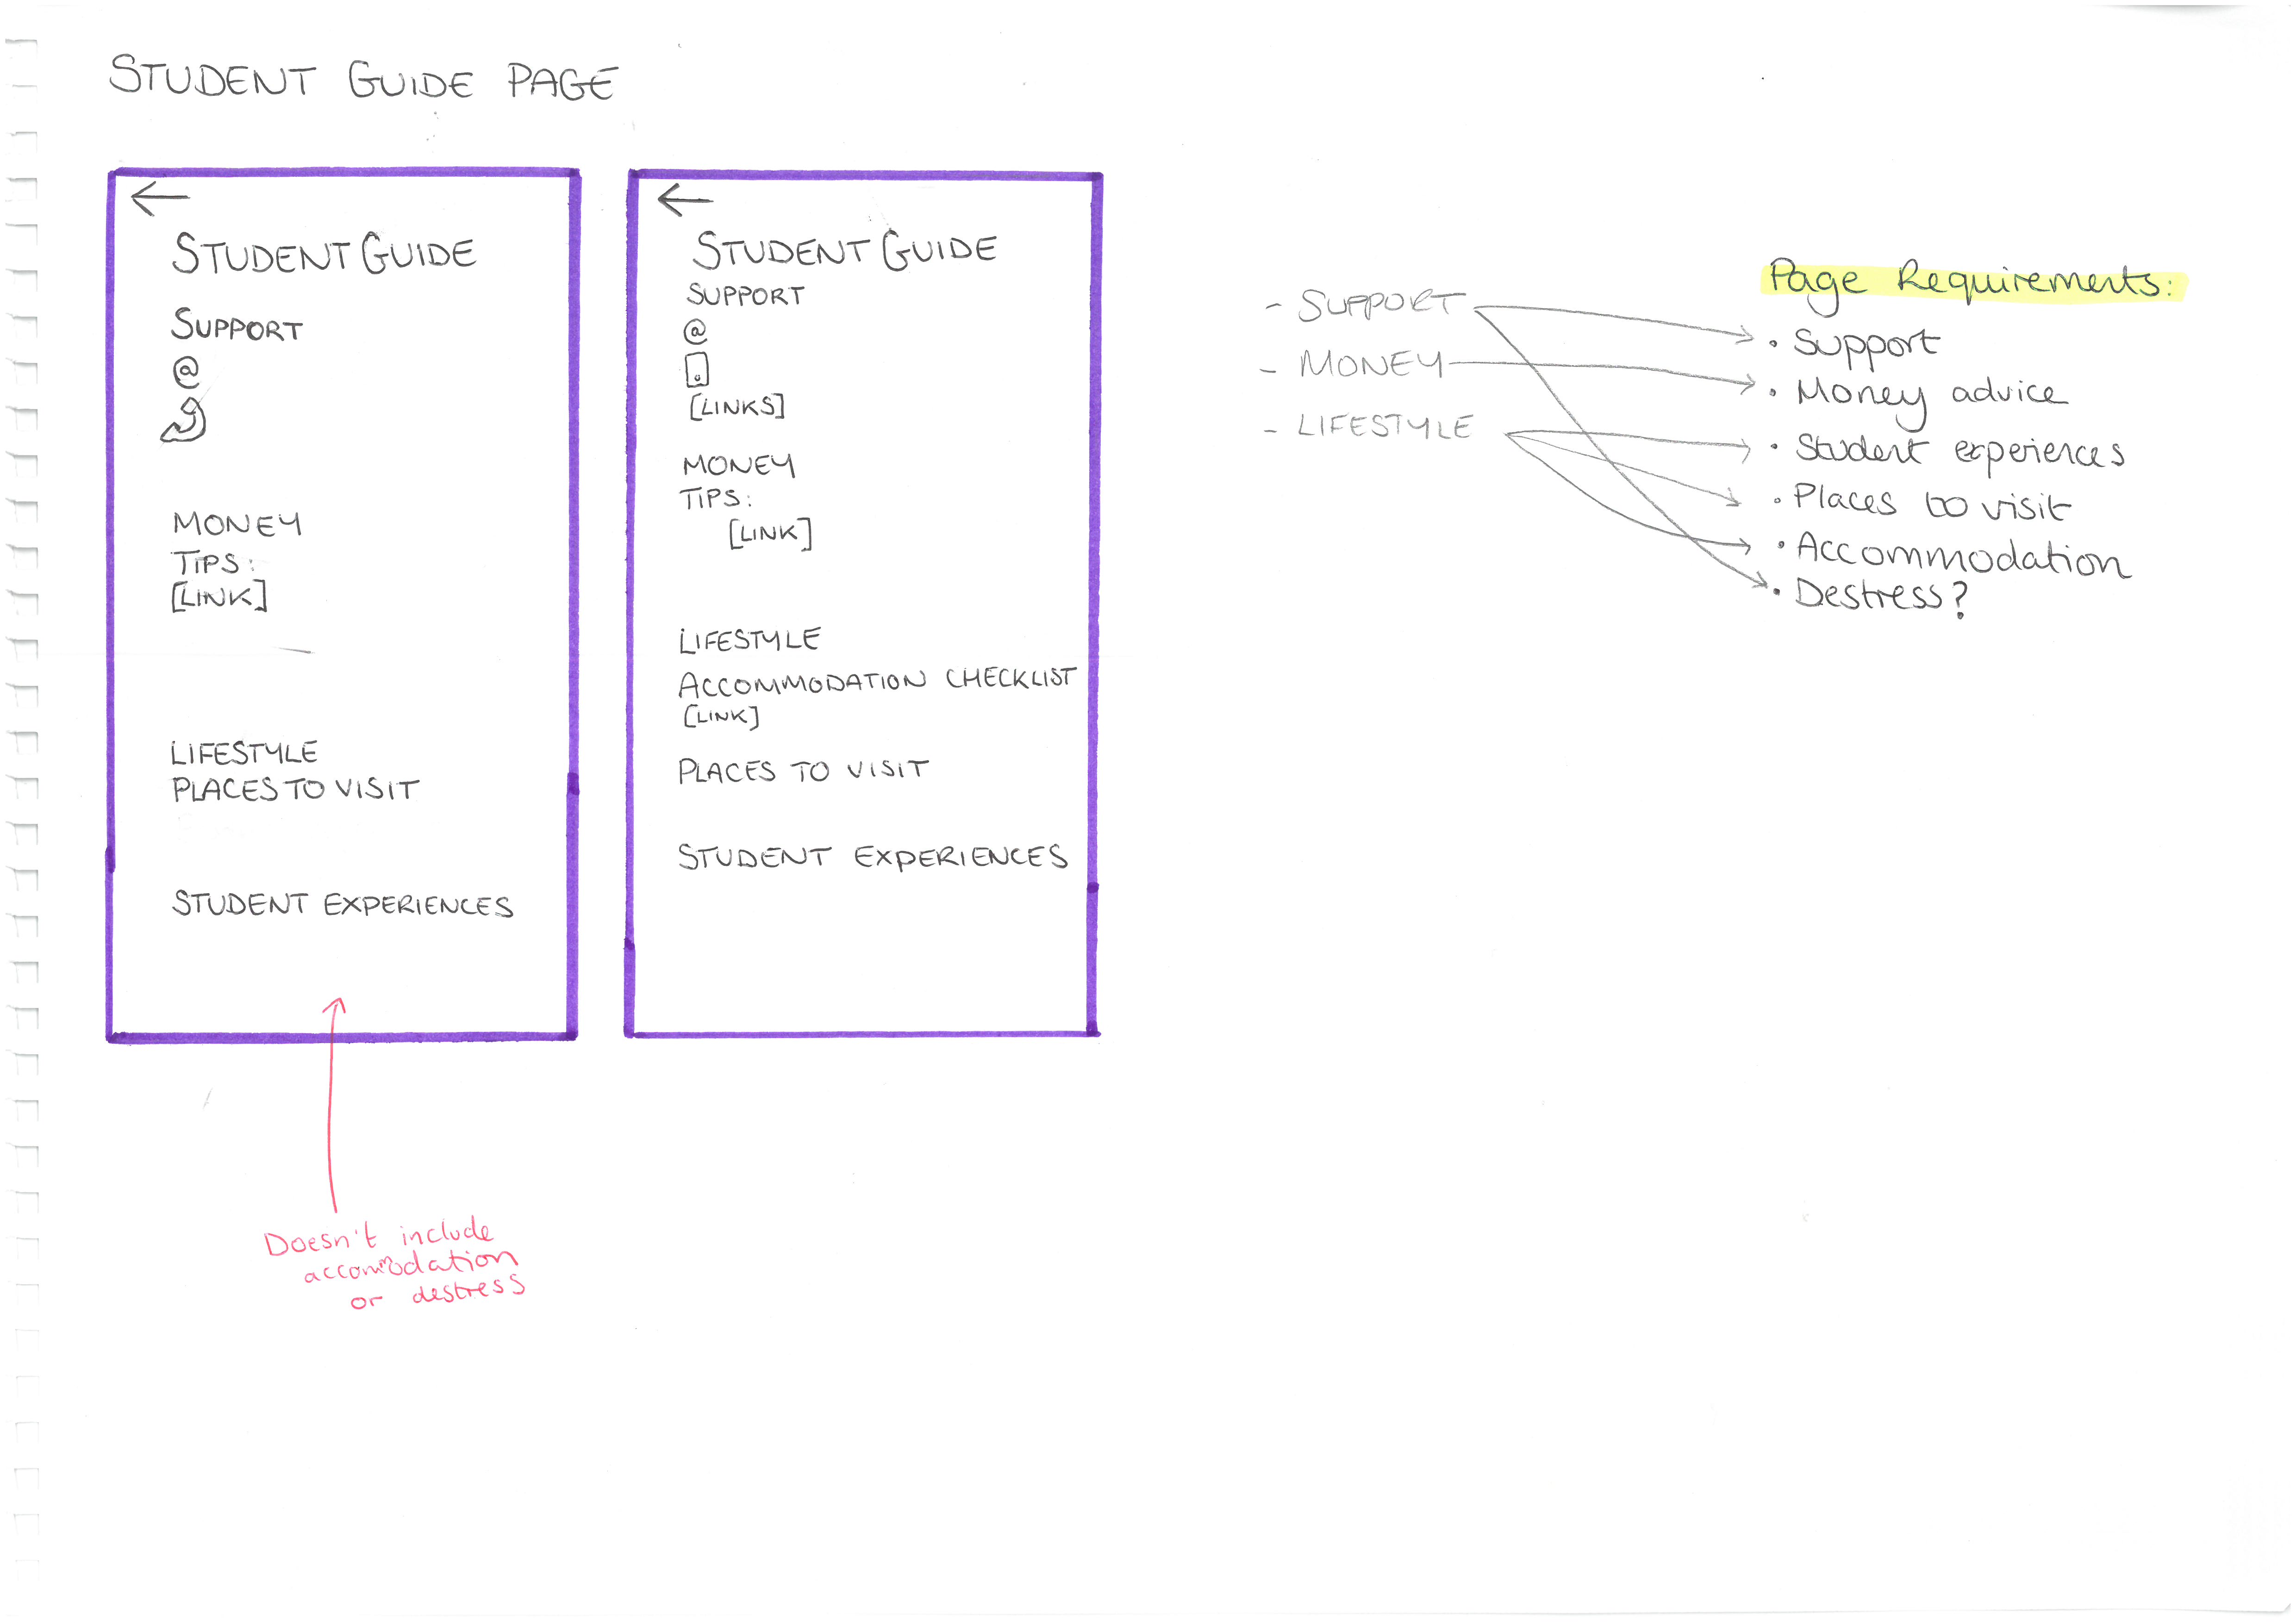 STUDENT GUIDE PAGE
STUDENT GUIDE
SUPPORT
@
MONEY
TIPS:
[LINK]
LIFESTYLE
PLACES TO VISIT
STUDENT EXPERIENCES
Doesn't include
accommodation
or destress
STUDENT GUIDE
SUPPORT
@
[LINKS]
MONEY
TIPS:
[LINK]
LIFESTYLE
ACCOMMODATION CHECKLIST
[LINK]
PLACES TO VISIT
STUDENT EXPERIENCES
- SUPPORT
- MONEY
- LIFESTYLE
Page Requirements:
• Support
• Money advice
• Student experiences
• Places to visit
• Accommodation
• Destress?